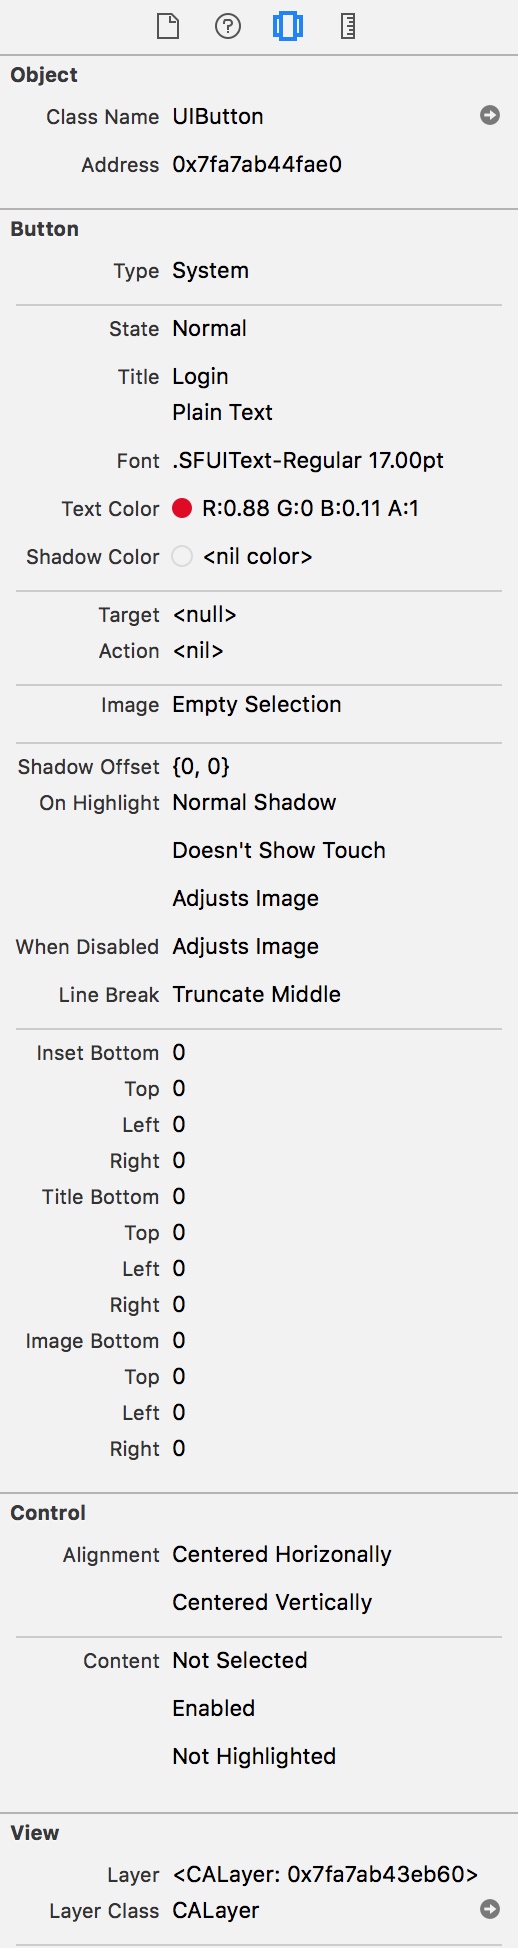 Object
Class Name UIButton
Address 0x7fa7ab44fae0
Button
Type System
State Normal
Title Login
Plain Text
Font .SFUIText-Regular 17.00pt
Text Color R:0.88 G:0 B:0.11 A:1
Shadow Color <nil color>
Target <null>
Action <nil>
Image Empty Selection
Shadow Offset {0, 0}
On Highlight Normal Shadow
Doesn't Show Touch
Adjusts Image
When Disabled Adjusts Image
Line Break Truncate Middle
Inset Bottom 0
Top 0
Left 0
Right 0
Title Bottom 0
Top 0
Left 0
Right 0
Image Bottom 0
Top 0
Left 0
Right 0
Control
Alignment Centered Horizonally
Centered Vertically
Content Not Selected
Enabled
Not Highlighted
View
Layer <CALayer: 0x7fa7ab43eb60>
Layer Class CALayer